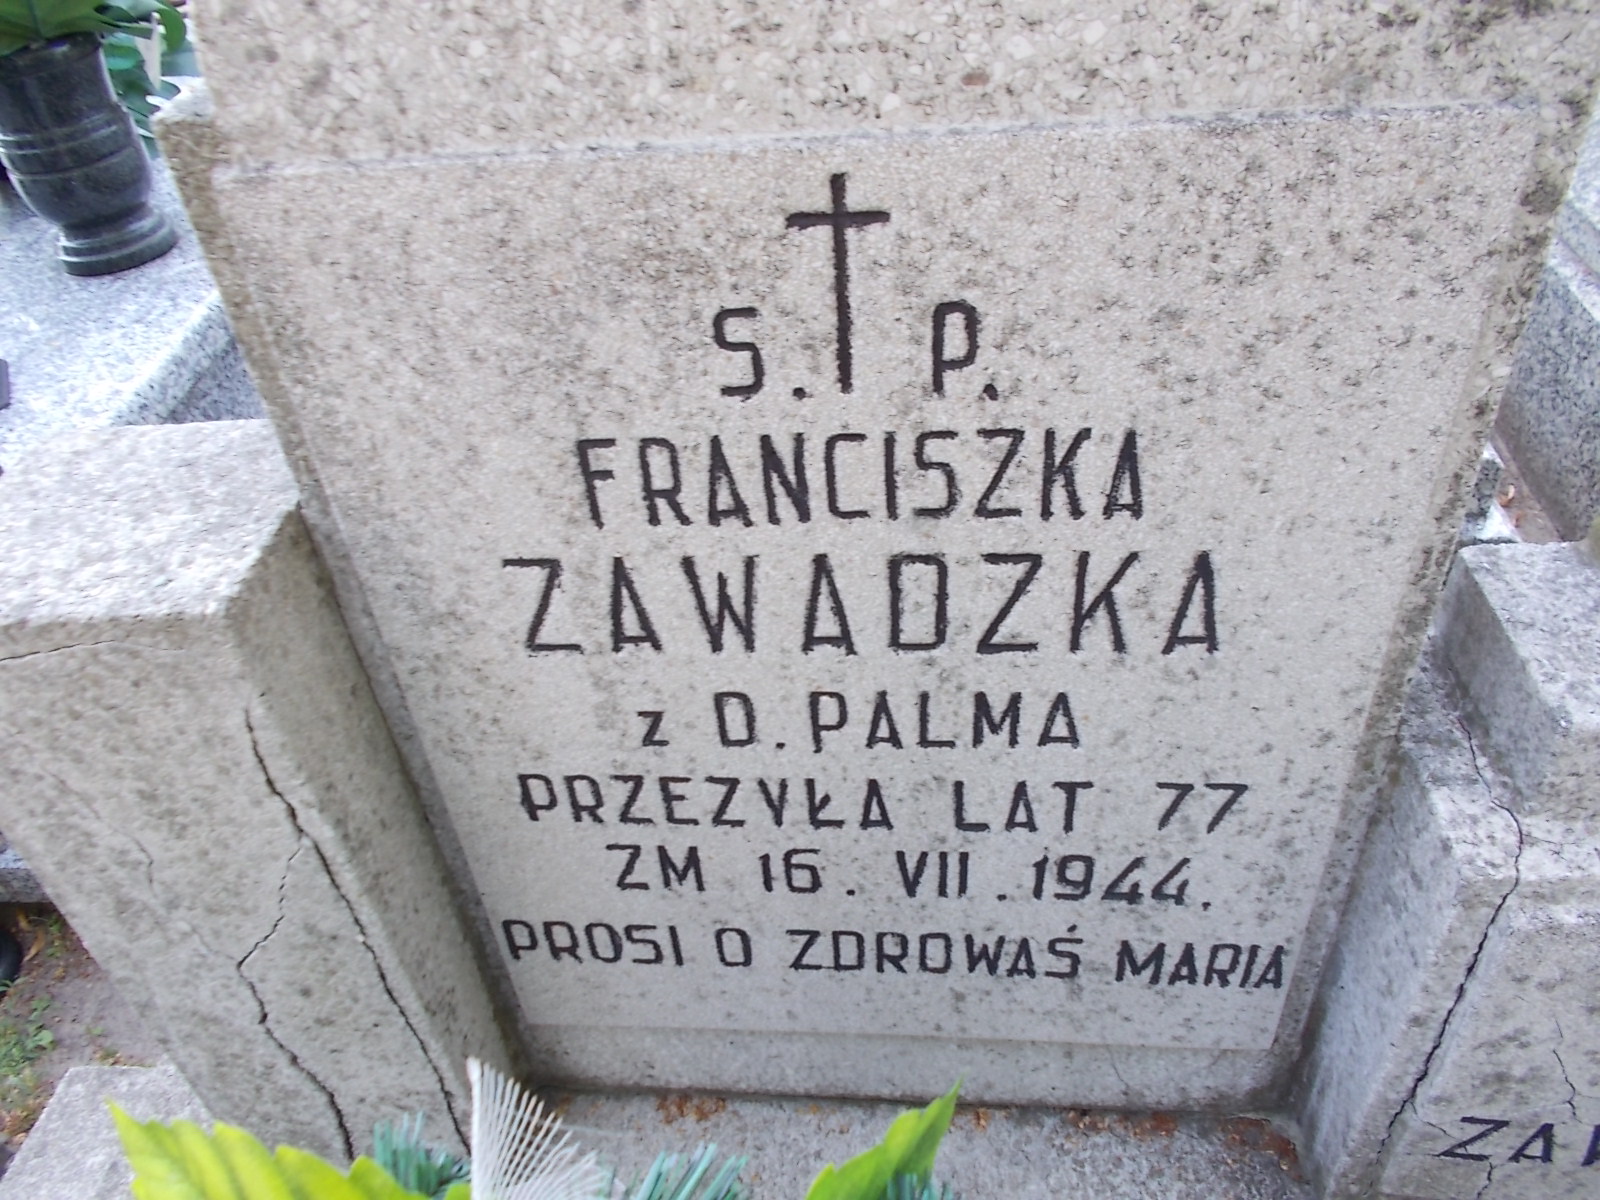 S. P.
FRANCISZKA
ZAWADZKA
z D. PALMA
PRZEZYŁA LAT 77
ZM 16. VII. 1944.
PROSI O ZDROWAŚ MARIA